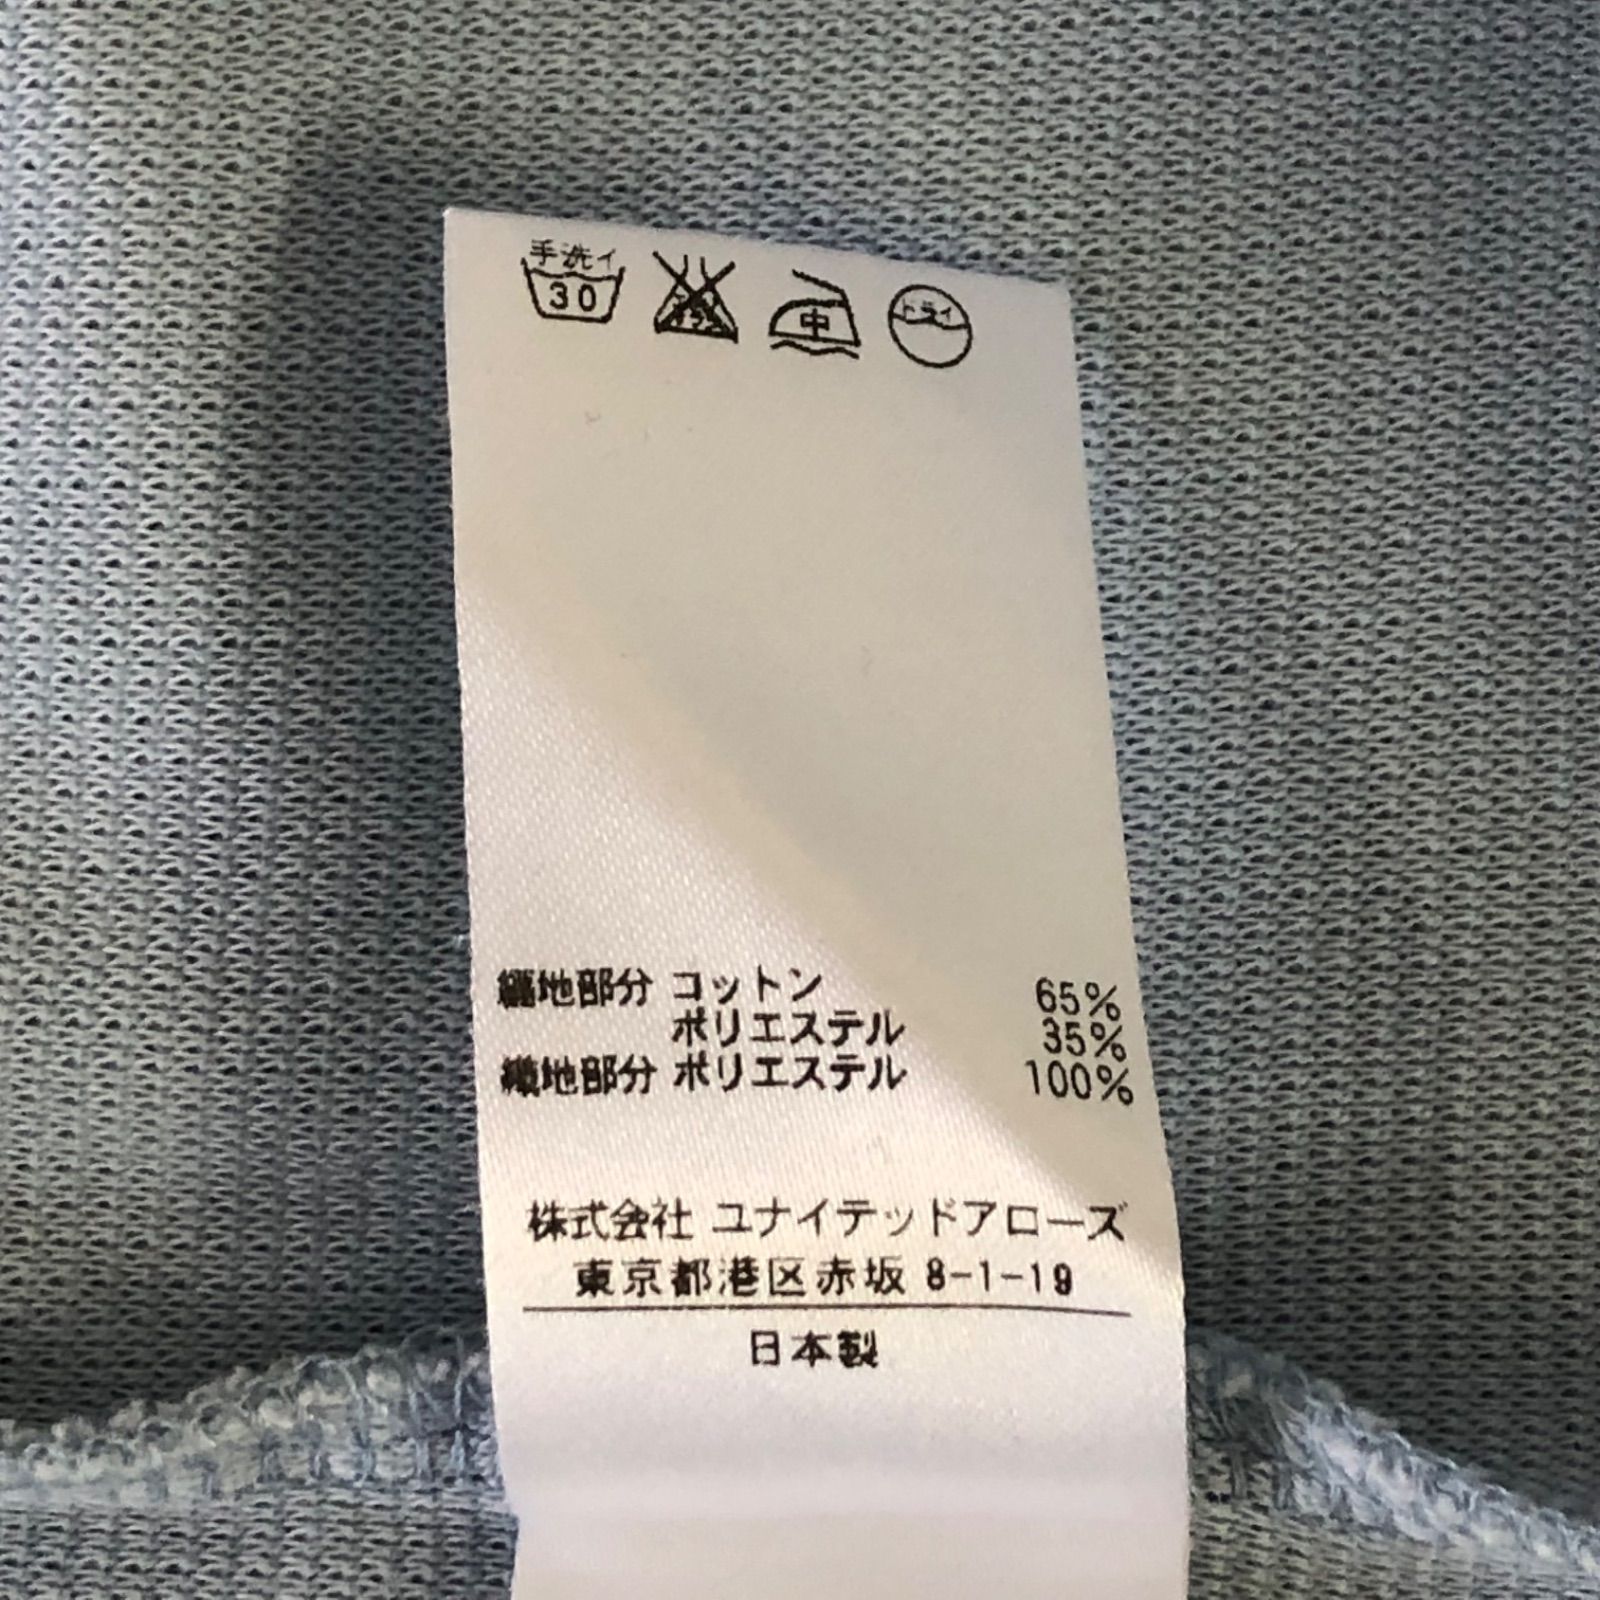 手洗イ
30
中
ドライ
編地部分 コットン 65%
ポリエステル 35%
織地部分 ポリエステル 100%
株式会社 ユナイテッドアローズ
東京都港区赤坂 8-1-19
日本製